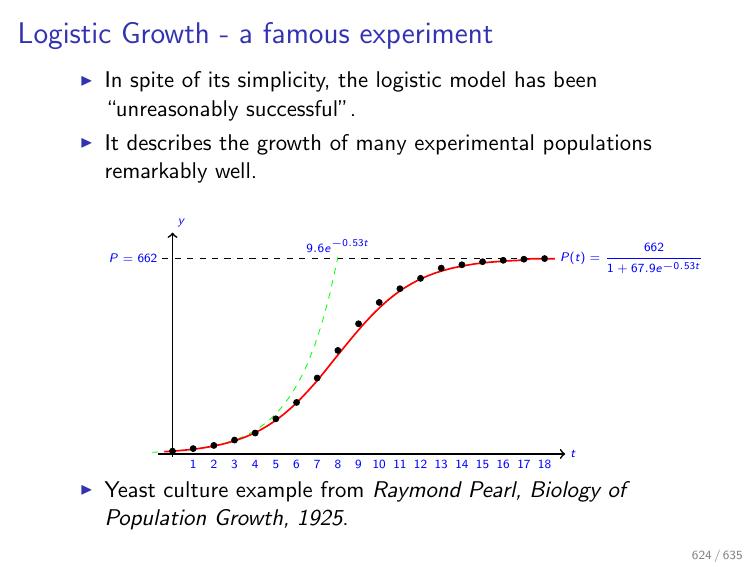 Logistic Growth - a famous experiment
▶ In spite of its simplicity, the logistic model has been
“unreasonably successful”.
▶ It describes the growth of many experimental populations
remarkably well.
y
9.6e^{−0.53t}
P = 662
P(t) = 662 / (1 + 67.9e^{−0.53t})
t
1 2 3 4 5 6 7 8 9 10 11 12 13 14 15 16 17 18
▶ Yeast culture example from Raymond Pearl, Biology of
Population Growth, 1925.
624 / 635